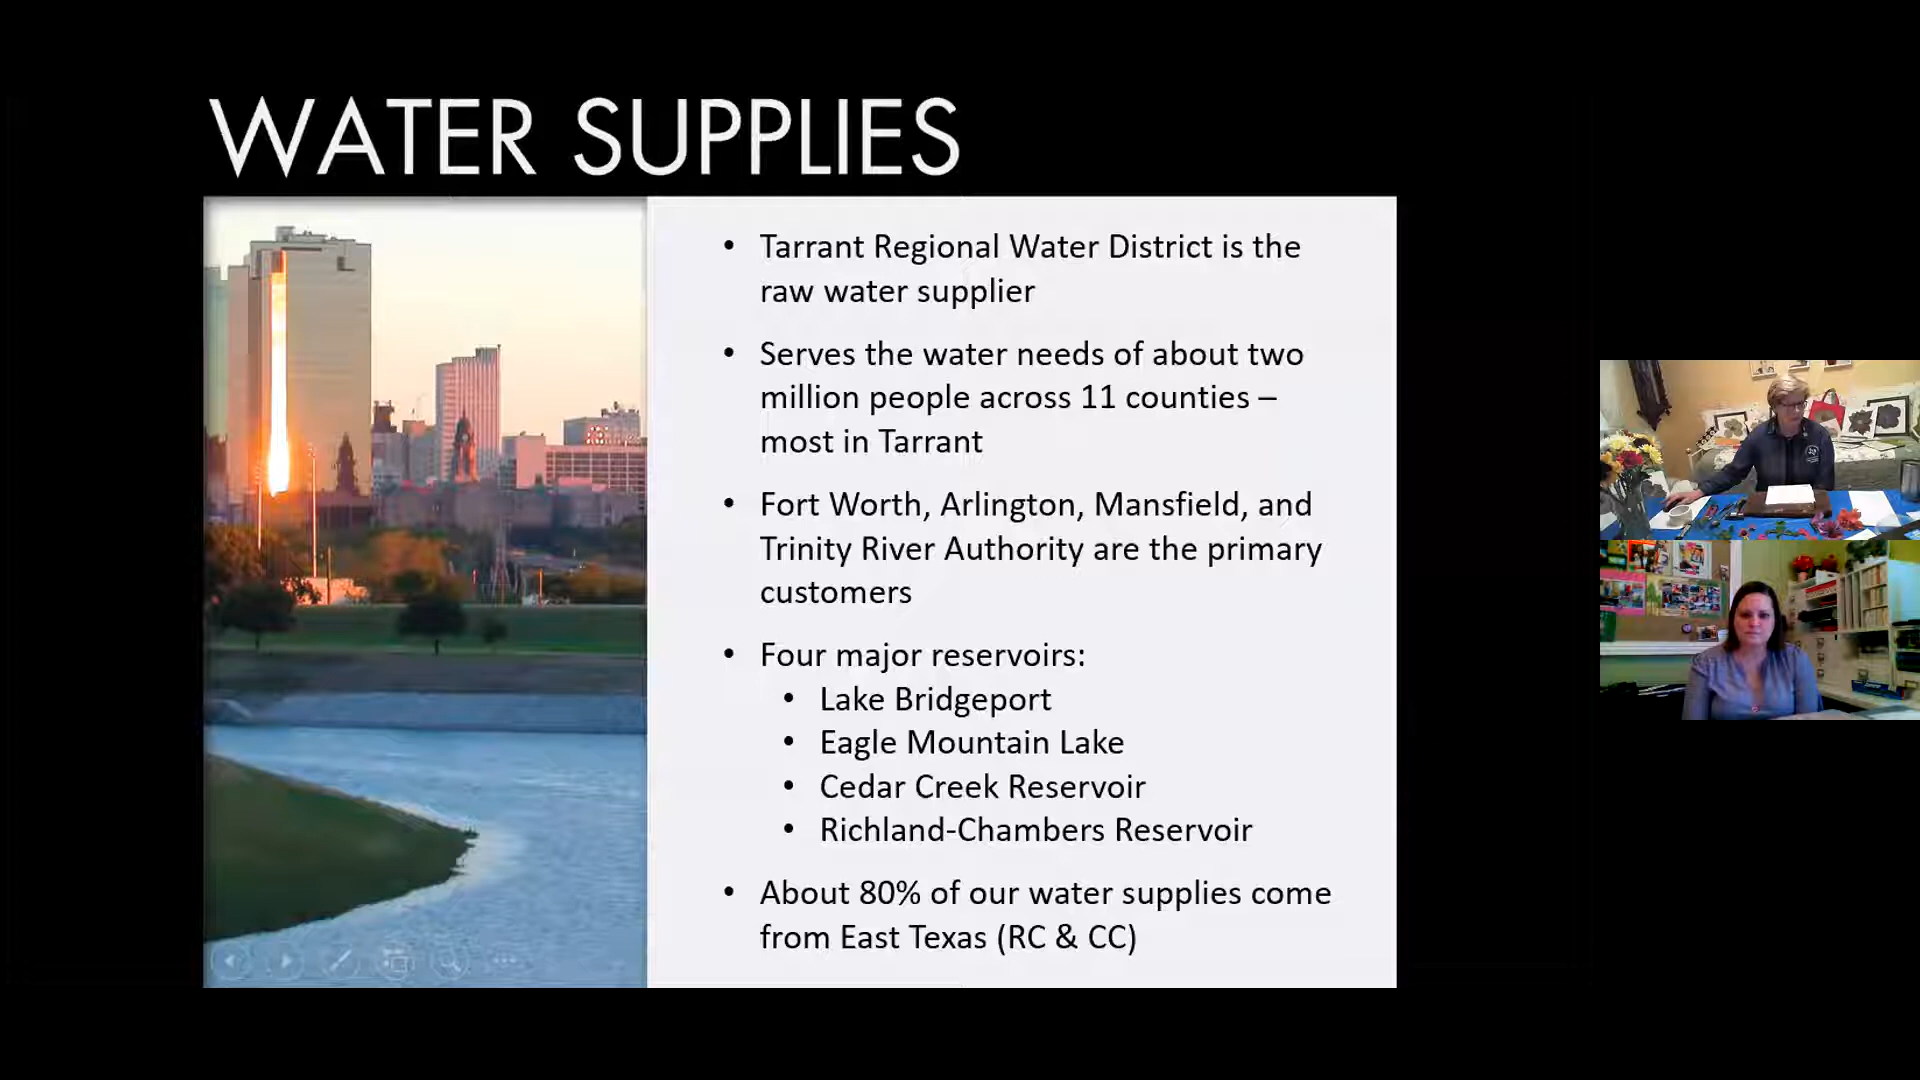 WATER SUPPLIES
• Tarrant Regional Water District is the
raw water supplier
• Serves the water needs of about two
million people across 11 counties –
most in Tarrant
• Fort Worth, Arlington, Mansfield, and
Trinity River Authority are the primary
customers
• Four major reservoirs:
• Lake Bridgeport
• Eagle Mountain Lake
• Cedar Creek Reservoir
• Richland-Chambers Reservoir
• About 80% of our water supplies come
from East Texas (RC & CC)